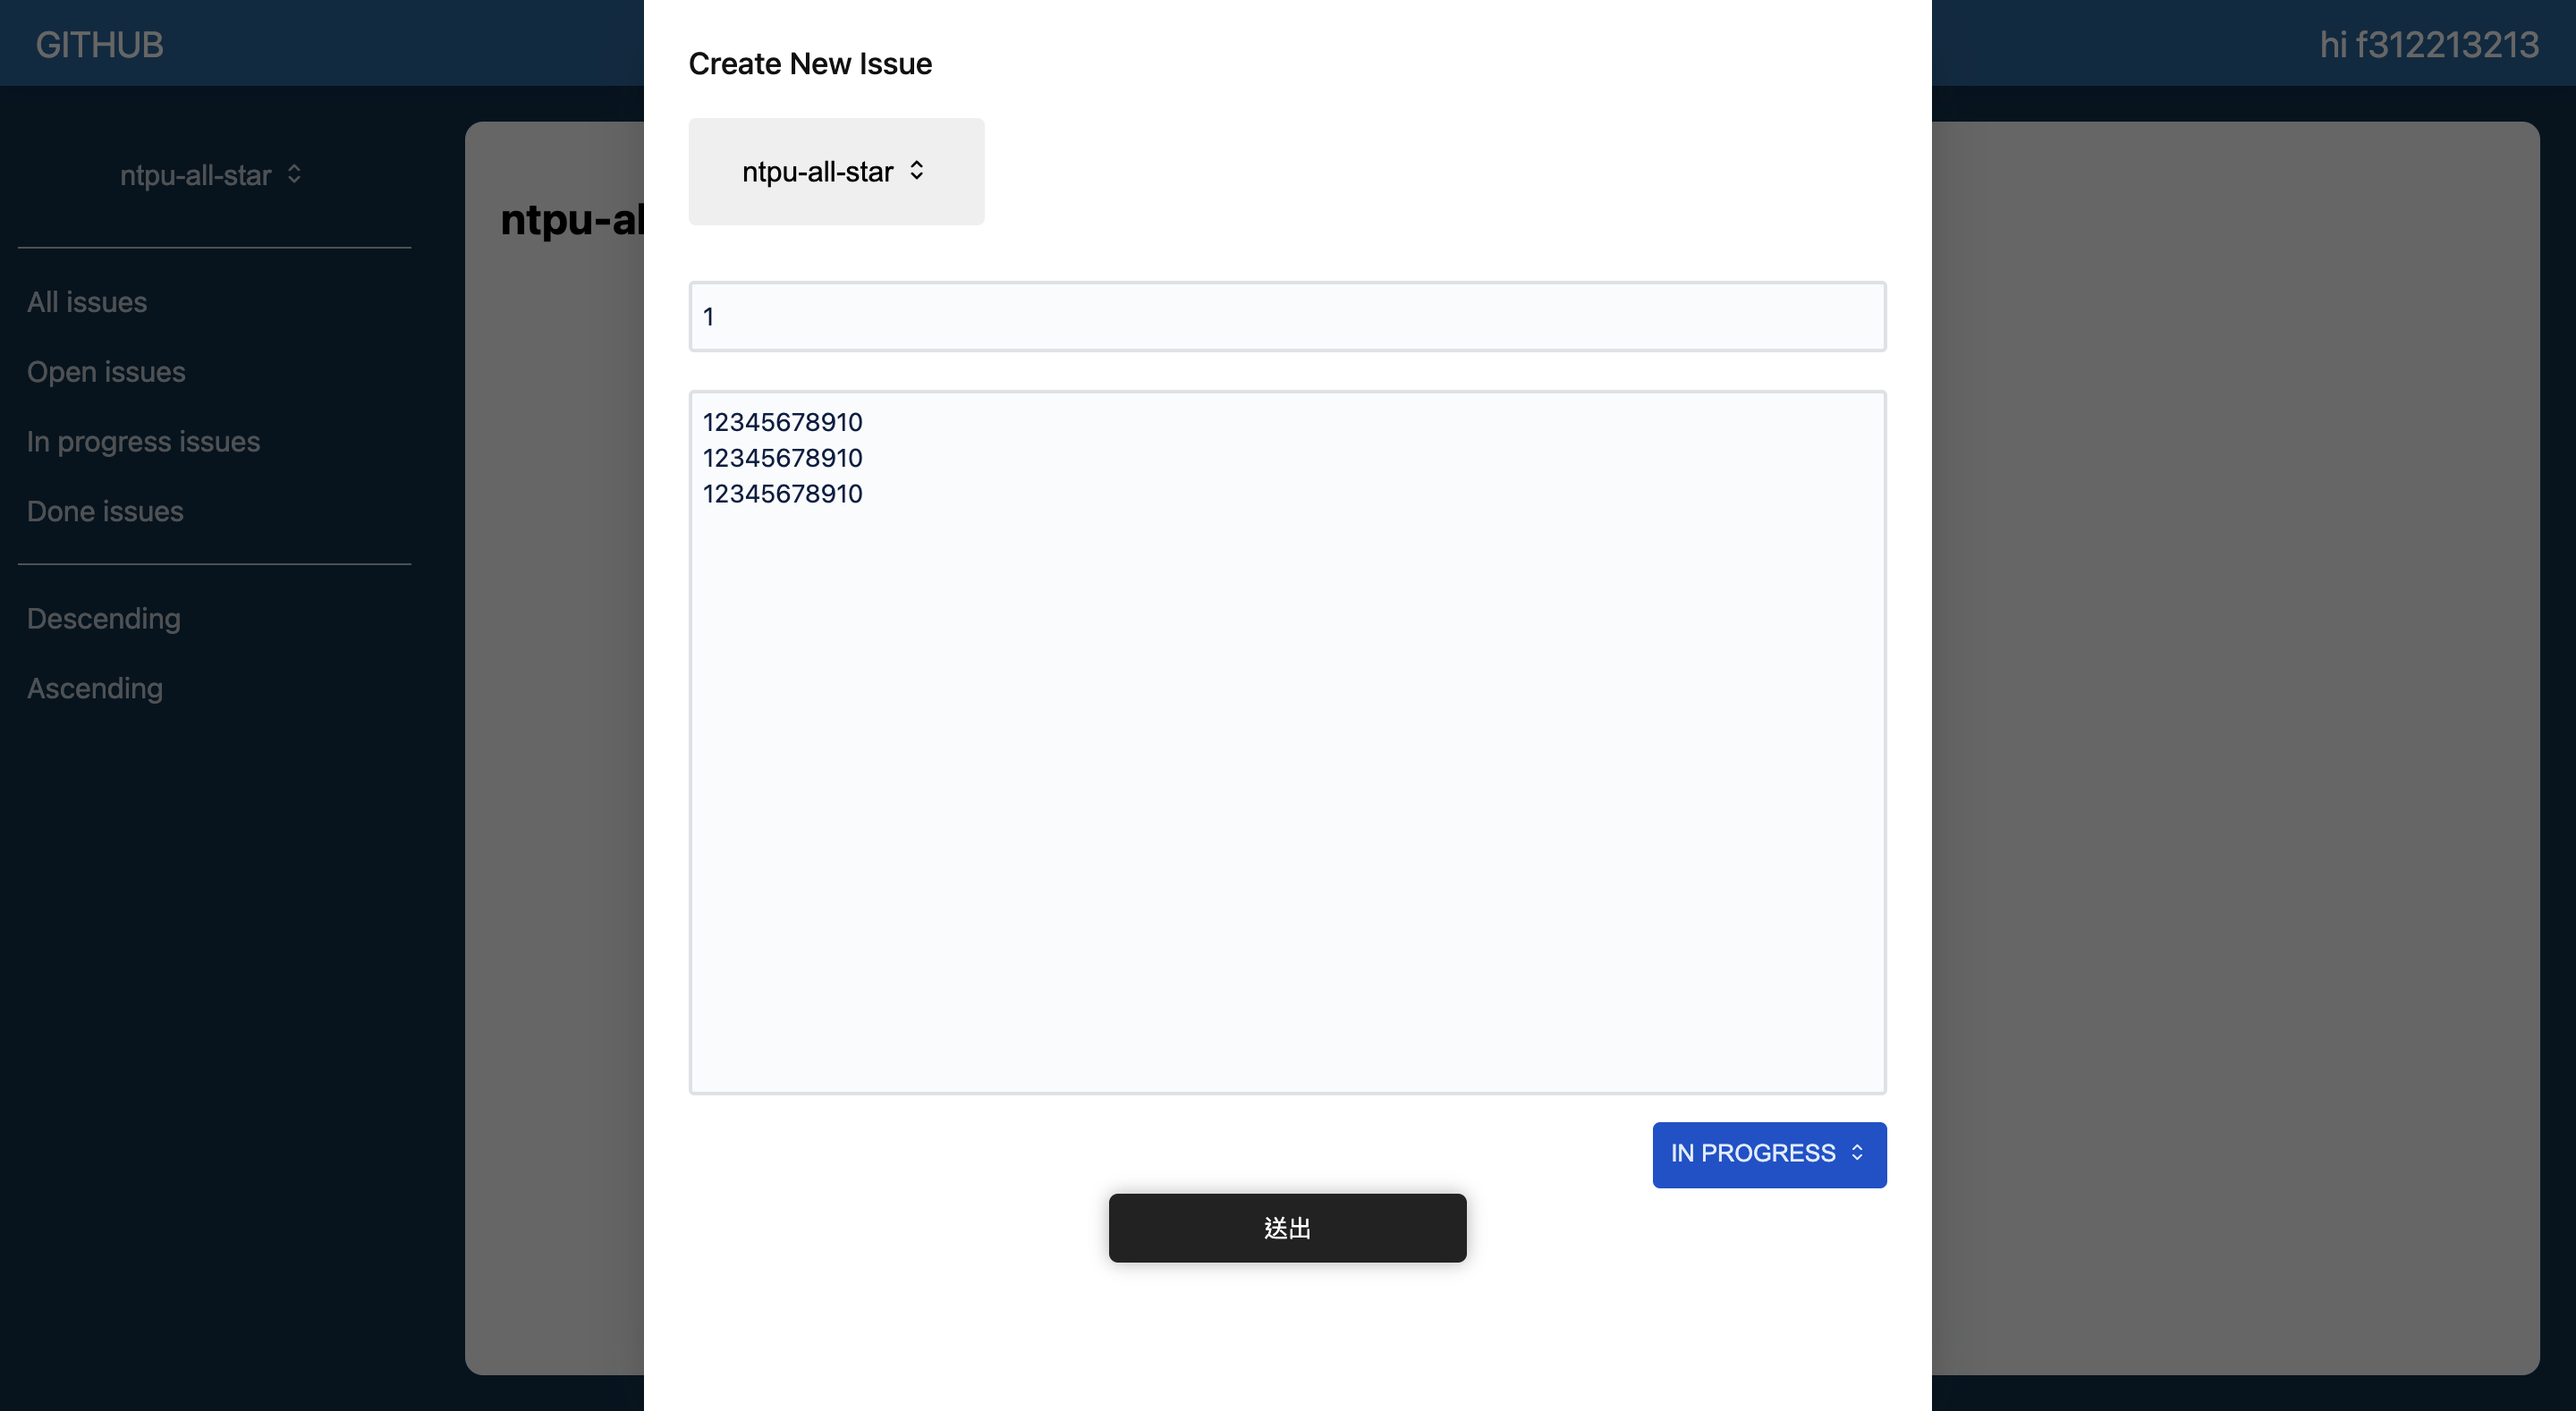 GITHUB
hi f312213213
ntpu-all-star
All issues
Open issues
In progress issues
Done issues
Descending
Ascending
ntpu-al
Create New Issue
ntpu-all-star
1
12345678910
12345678910
12345678910
IN PROGRESS
送出